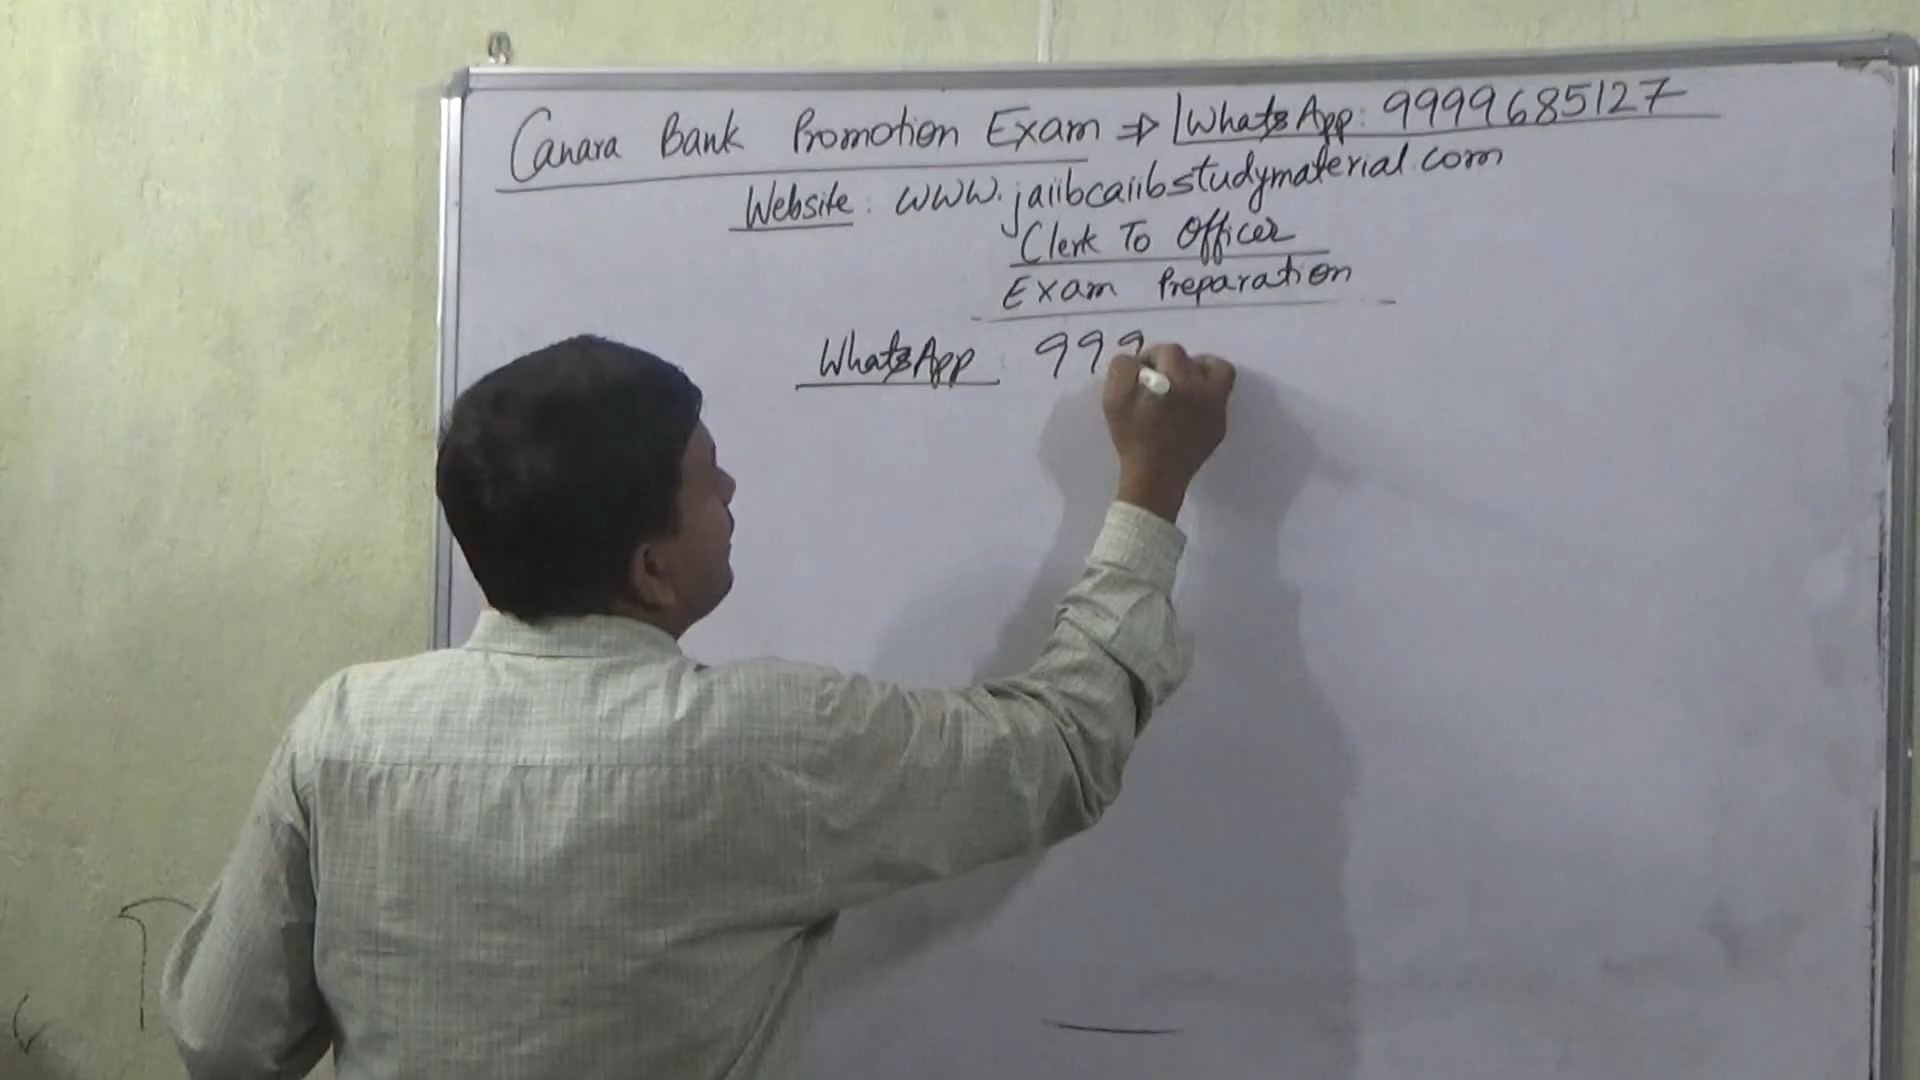 Canara Bank Promotion Exam ⇒ WhatsApp: 9999685127
Website: www.jaiibcaiibstudymaterial.com
Clerk To Officer
Exam Preparation
WhatsApp: 999